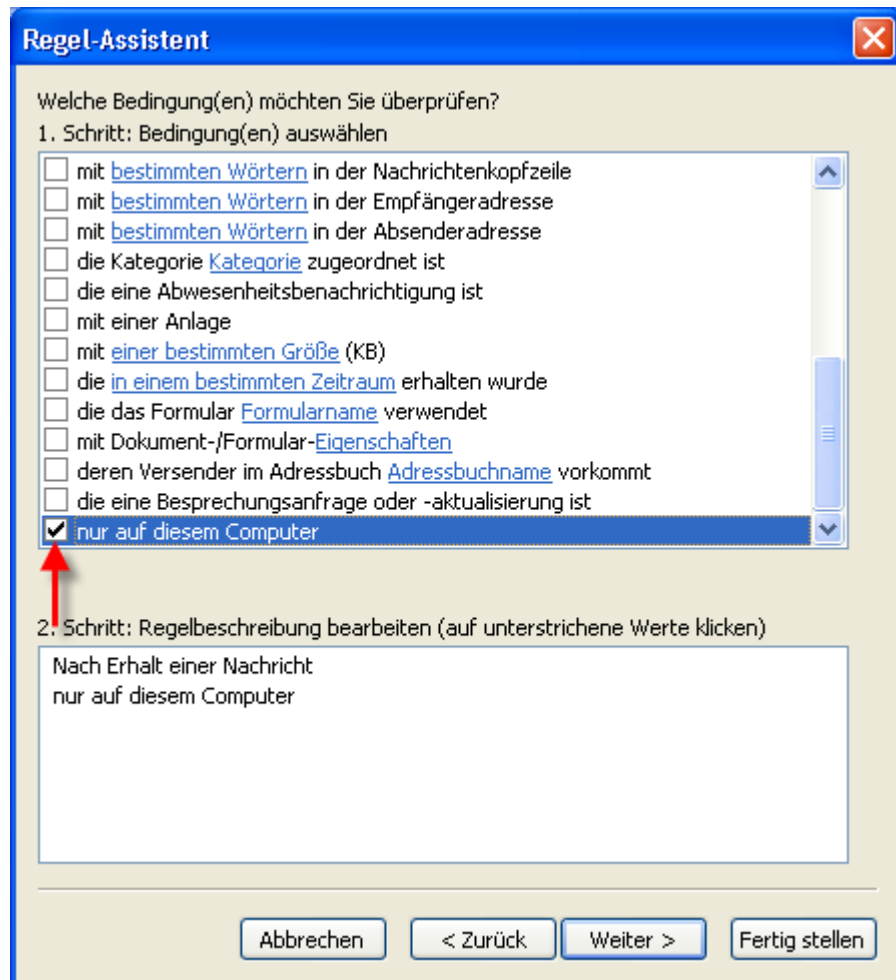 Regel-Assistent
Welche Bedingung(en) möchten Sie überprüfen?
1. Schritt: Bedingung(en) auswählen
mit bestimmten Wörtern in der Nachrichtenkopfzeile
mit bestimmten Wörtern in der Empfängeradresse
mit bestimmten Wörtern in der Absenderadresse
die Kategorie Kategorie zugeordnet ist
die eine Abwesenheitsbenachrichtigung ist
mit einer Anlage
mit einer bestimmten Größe (KB)
die in einem bestimmten Zeitraum erhalten wurde
die das Formular Formularname verwendet
mit Dokument-/Formular-Eigenschaften
deren Versender im Adressbuch Adressbuchname vorkommt
die eine Besprechungsanfrage oder -aktualisierung ist
nur auf diesem Computer
2. Schritt: Regelbeschreibung bearbeiten (auf unterstrichene Werte klicken)
Nach Erhalt einer Nachricht
nur auf diesem Computer
Abbrechen < Zurück Weiter > Fertig stellen